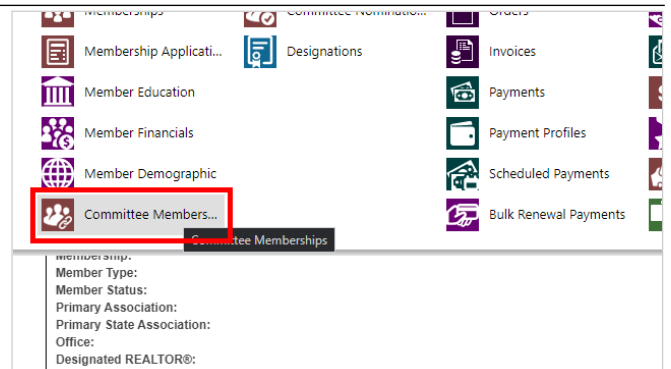 Memberships
Committee Nominatio...
Orders
Membership Applicati...
Designations
Invoices
Member Education
Payments
Member Financials
Payment Profiles
Member Demographic
Scheduled Payments
Committee Members...
Bulk Renewal Payments
Committee Memberships
Membership:
Member Type:
Member Status:
Primary Association:
Primary State Association:
Office:
Designated REALTOR®: